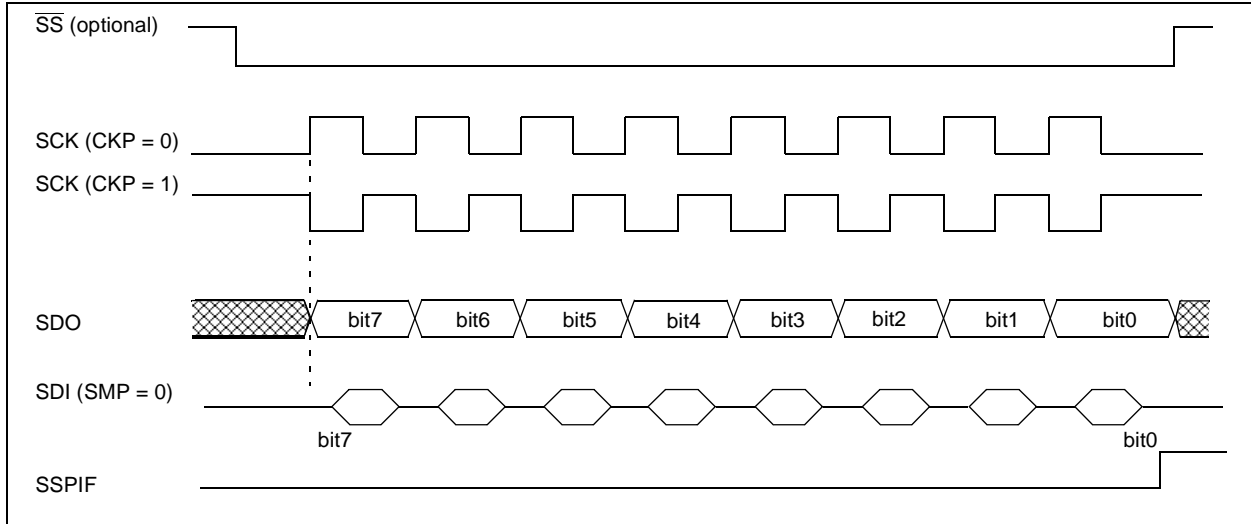 S̅S̅ (optional)
SCK (CKP = 0)
SCK (CKP = 1)
SDO
bit7 bit6 bit5 bit4 bit3 bit2 bit1 bit0
SDI (SMP = 0)
bit7 bit0
SSPIF